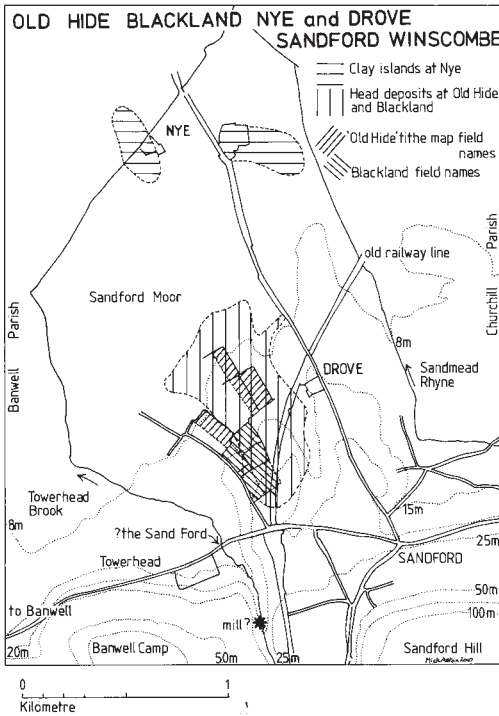 OLD HIDE BLACKLAND NYE and DROVE
SANDFORD WINSCOMBE
Clay islands at Nye
Head deposits at Old Hide
and Blackland
'Old Hide' tithe map field
names
Blackland field names
NYE
old railway line
Sandford Moor
Banwell Parish
Churchill Parish
8m
DROVE
Sandmead
Rhyne
Towerhead
Brook
8m
?the Sand Ford
Towerhead
15m
25m
SANDFORD
to Banwell
50m
100m
mill?
20m
Banwell Camp
50m
25m
Sandford Hill
0
1
Kilometre